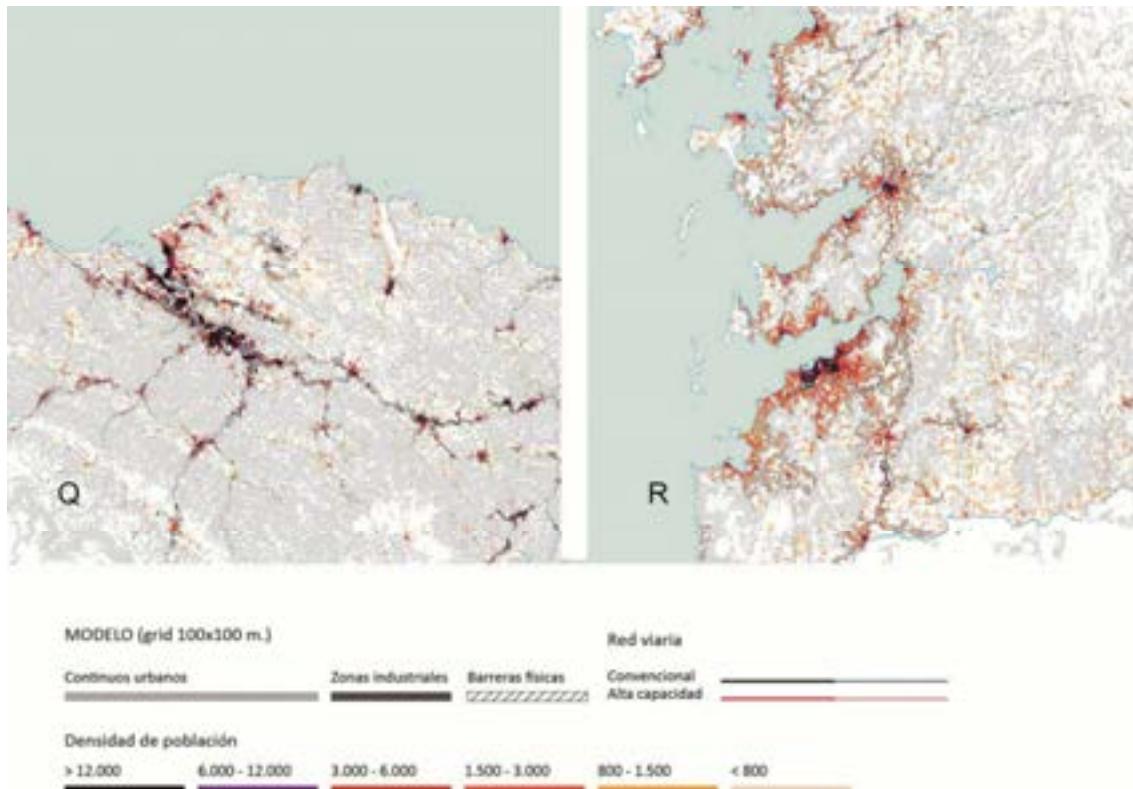 Q
R
MODELO (grid 100x100 m.)
Red viaria
Continuos urbanos
Zonas industriales
Barreras físicas
Convencional
Alta capacidad
Densidad de población
> 12.000
6.000 - 12.000
3.000 - 6.000
1.500 - 3.000
800 - 1.500
< 800